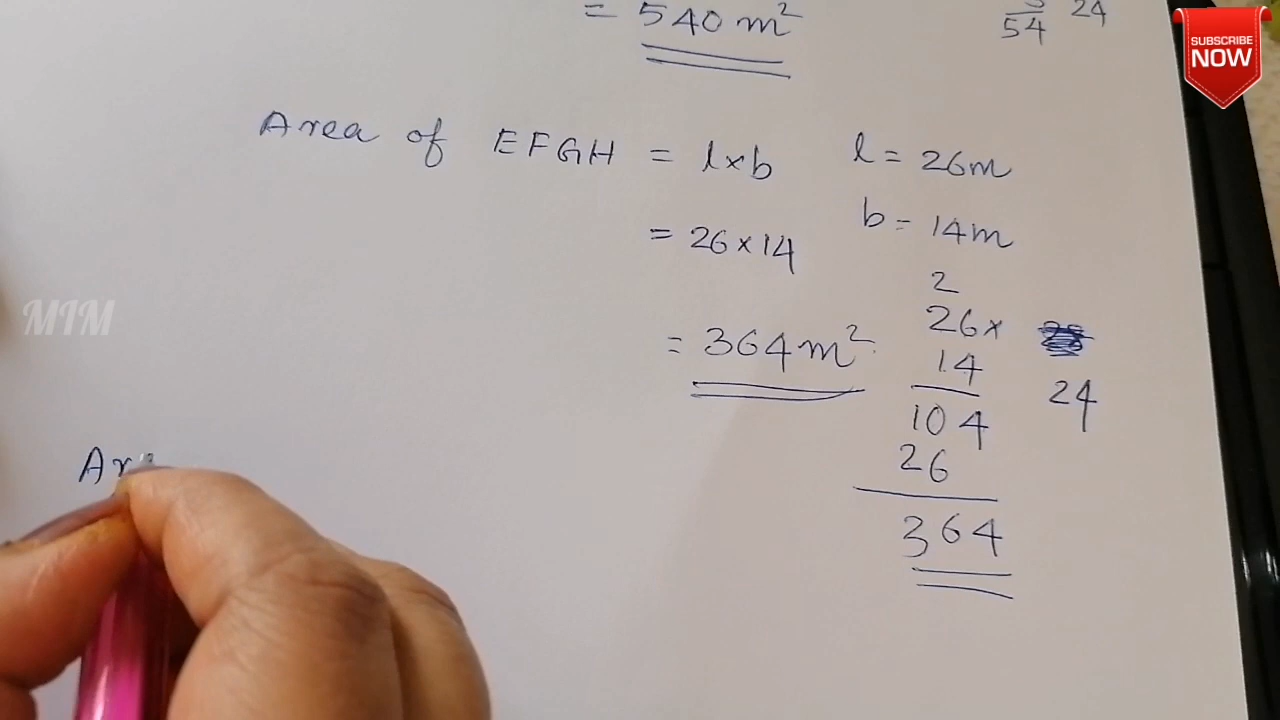 = 540 m²
54 24
SUBSCRIBE
NOW
Area of EFGH = l×b l = 26m
= 26×14 b = 14m
2
= 364m² 26×
14 24
104
26
364
MIM
Ar